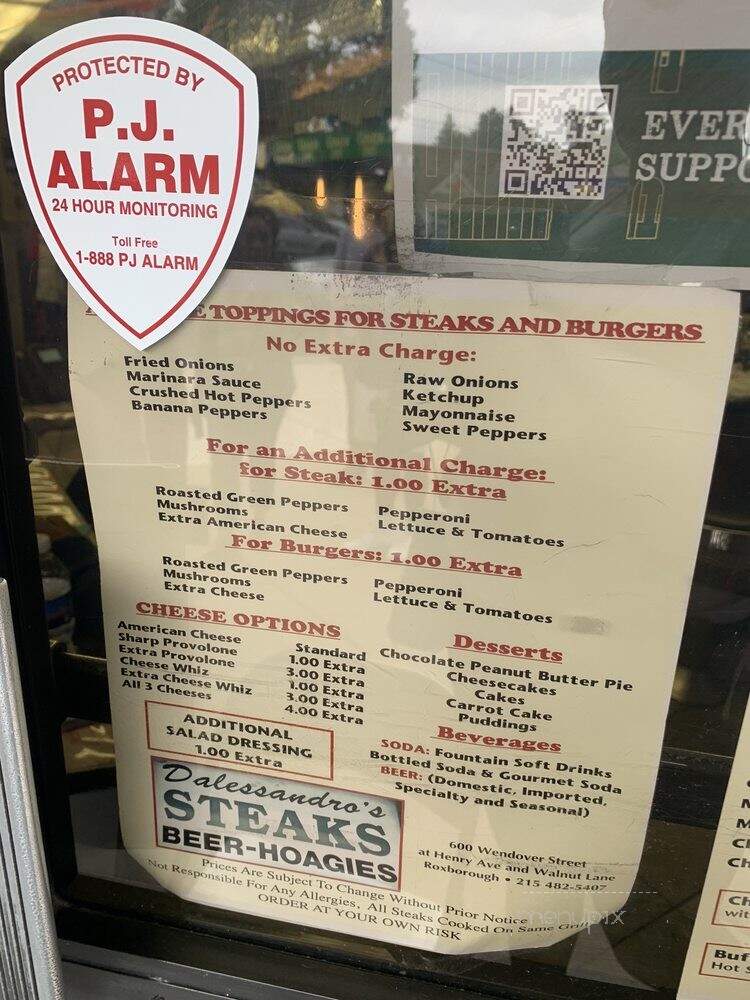 PROTECTED BY
P.J.
ALARM
24 HOUR MONITORING
Toll Free
1-888 PJ ALARM
EVER
SUPPO
TOPPINGS FOR STEAKS AND BURGERS
No Extra Charge:
Fried Onions
Marinara Sauce
Crushed Hot Peppers
Banana Peppers
Raw Onions
Ketchup
Mayonnaise
Sweet Peppers
For an Additional Charge:
for Steak: 1.00 Extra
Roasted Green Peppers
Mushrooms
Extra American Cheese
Pepperoni
Lettuce & Tomatoes
For Burgers: 1.00 Extra
Roasted Green Peppers
Mushrooms
Extra Cheese
Pepperoni
Lettuce & Tomatoes
CHEESE OPTIONS
American Cheese Standard
Sharp Provolone 1.00 Extra
Extra Provolone 3.00 Extra
Cheese Whiz 1.00 Extra
Extra Cheese Whiz 3.00 Extra
All 3 Cheeses 4.00 Extra
ADDITIONAL
SALAD DRESSING
1.00 Extra
Desserts
Chocolate Peanut Butter Pie
Cheesecakes
Cakes
Carrot Cake
Puddings
Beverages
SODA: Fountain Soft Drinks
Bottled Soda & Gourmet Soda
BEER: (Domestic, Imported,
Specialty and Seasonal)
Dalessandro's
STEAKS
BEER-HOAGIES
600 Wendover Street
at Henry Ave and Walnut Lane
Roxborough • 215 482-5407
Prices Are Subject To Change Without Prior Notice
Not Responsible For Any Allergies. All Steaks Cooked On Same Grill
ORDER AT YOUR OWN RISK
menupix
Ch
wit
Buf
Hot